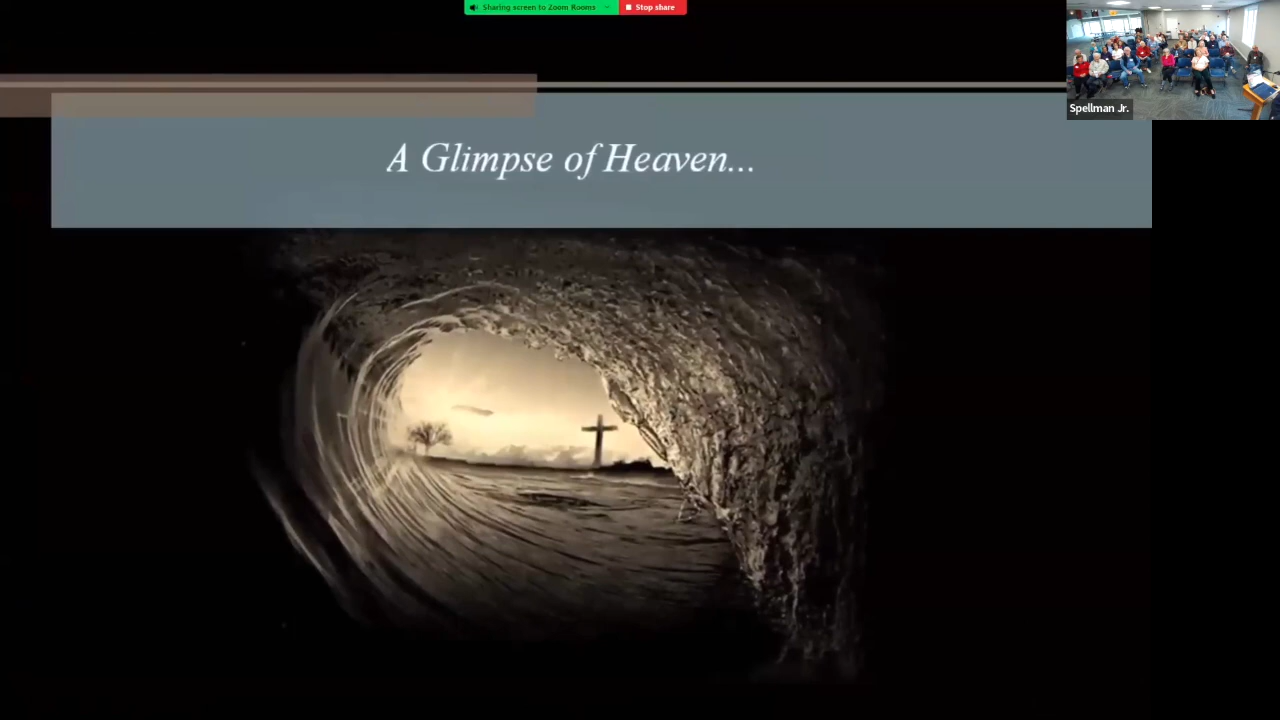 Sharing screen to Zoom Rooms
Stop share
Spellman Jr.
A Glimpse of Heaven...